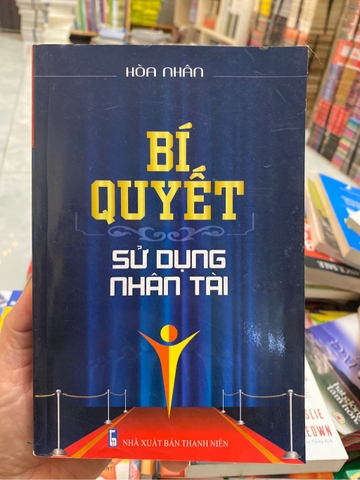 HÒA NHÂN
BÍ
QUYẾT
SỬ DỤNG
NHÂN TÀI
NHÀ XUẤT BẢN THANH NIÊN